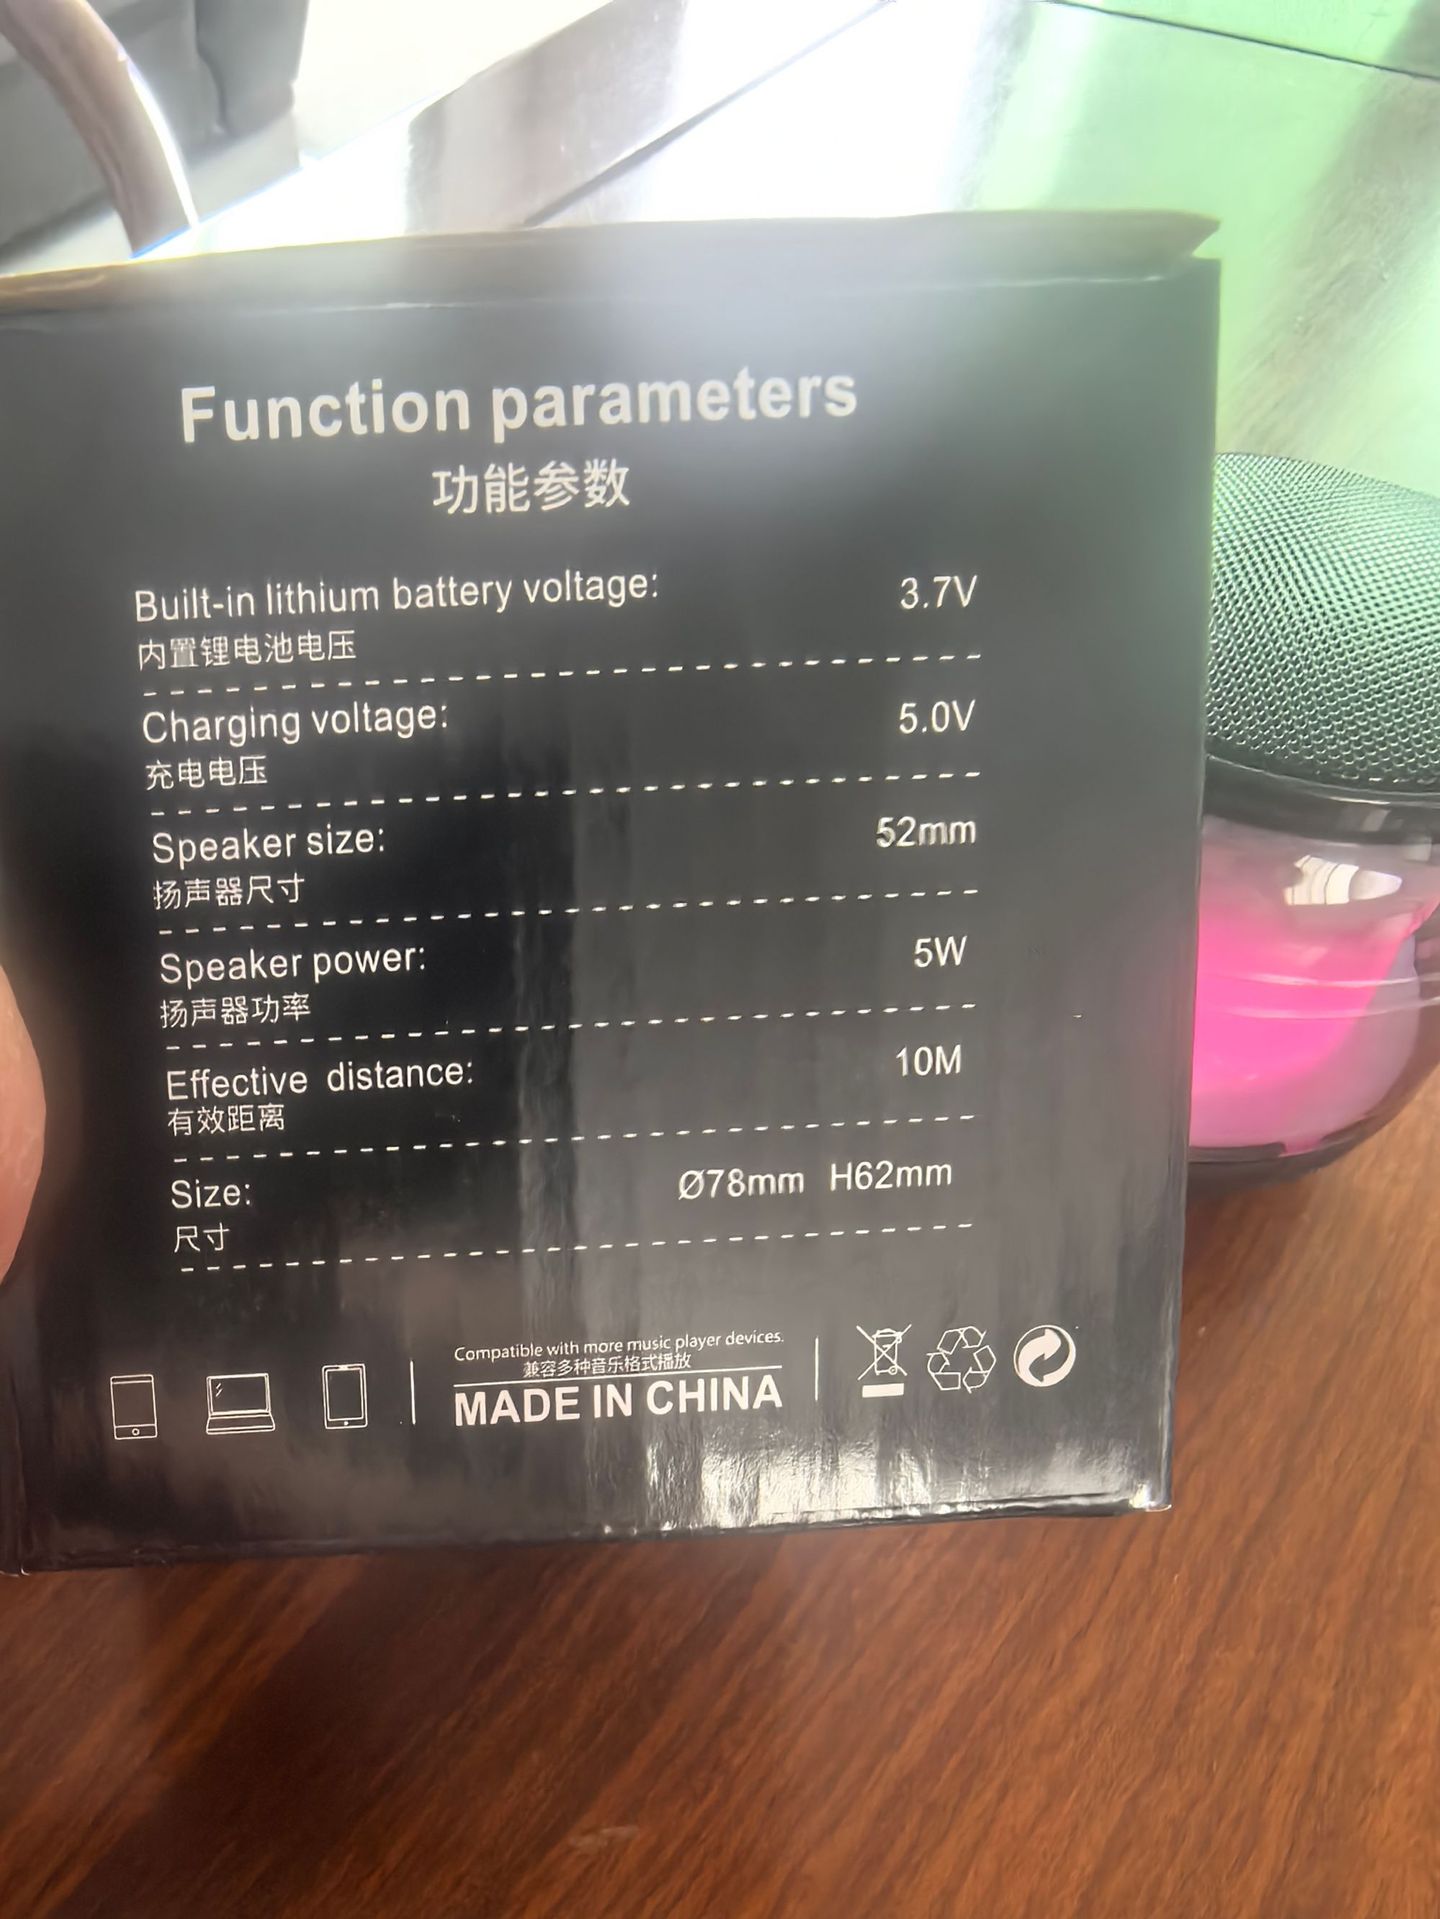 Function parameters
功能参数
Built-in lithium battery voltage: 3.7V
内置锂电池电压
Charging voltage: 5.0V
充电电压
Speaker size: 52mm
扬声器尺寸
Speaker power: 5W
扬声器功率
Effective distance: 10M
有效距离
Size: Ø78mm H62mm
尺寸
Compatible with more music player devices.
兼容多种音乐格式播放
MADE IN CHINA